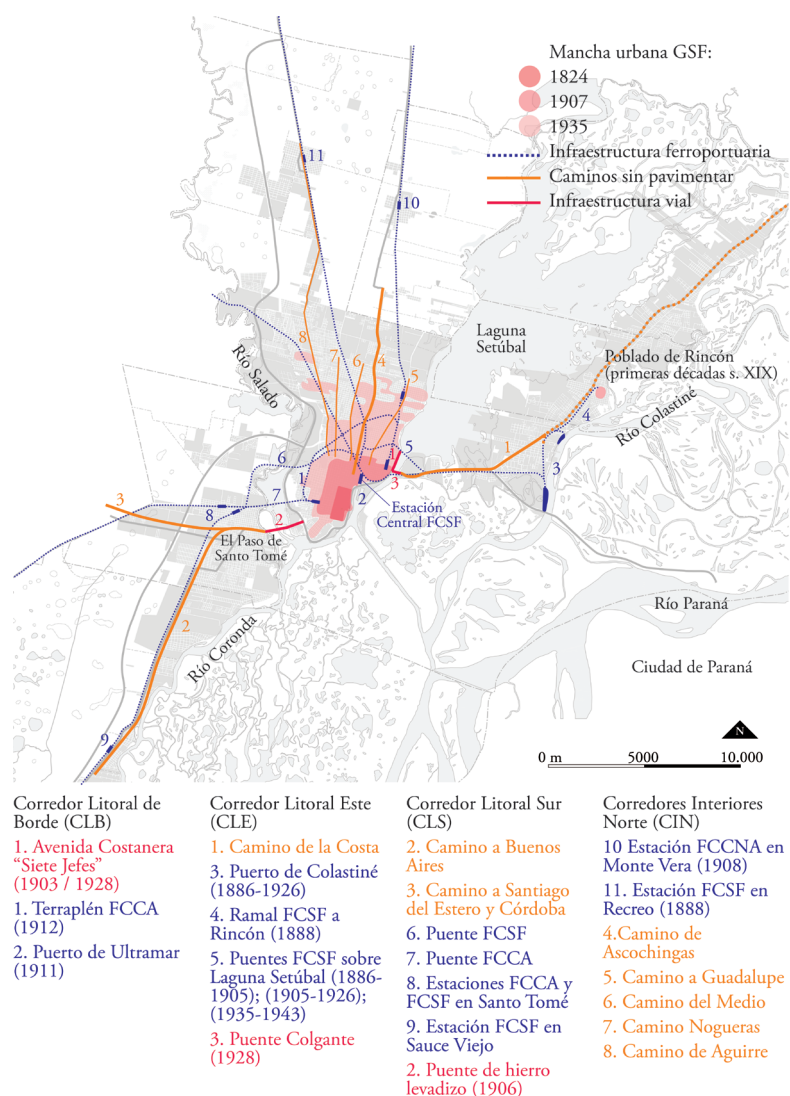 Mancha urbana GSF:
1824
1907
1935
Infraestructura ferroportuaria
Caminos sin pavimentar
Infraestructura vial
11
10
Laguna
Setúbal
8
7
6
4
5
Poblado de Rincón
(primeras décadas s. XIX)
Río Salado
Río Colastiné
4
1
5
1
3
3
6
1
2
7
3
8
2
Estación
Central FCSF
El Paso de
Santo Tomé
2
Río Coronda
Río Paraná
Ciudad de Paraná
9
N
0 m
5000
10.000
Corredor Litoral de
Borde (CLB)
1. Avenida Costanera
“Siete Jefes”
(1903 / 1928)
1. Terraplén FCCA
(1912)
2. Puerto de Ultramar
(1911)
Corredor Litoral Este
(CLE)
1. Camino de la Costa
3. Puerto de Colastiné
(1886-1926)
4. Ramal FCSF a
Rincón (1888)
5. Puentes FCSF sobre
Laguna Setúbal (1886-
1905); (1905-1926);
(1935-1943)
3. Puente Colgante
(1928)
Corredor Litoral Sur
(CLS)
2. Camino a Buenos
Aires
3. Camino a Santiago
del Estero y Córdoba
6. Puente FCSF
7. Puente FCCA
8. Estaciones FCCA y
FCSF en Santo Tomé
9. Estación FCSF en
Sauce Viejo
2. Puente de hierro
levadizo (1906)
Corredores Interiores
Norte (CIN)
10 Estación FCCNA en
Monte Vera (1908)
11. Estación FCSF en
Recreo (1888)
4.Camino de
Ascochingas
5. Camino a Guadalupe
6. Camino del Medio
7. Camino Nogueras
8. Camino de Aguirre